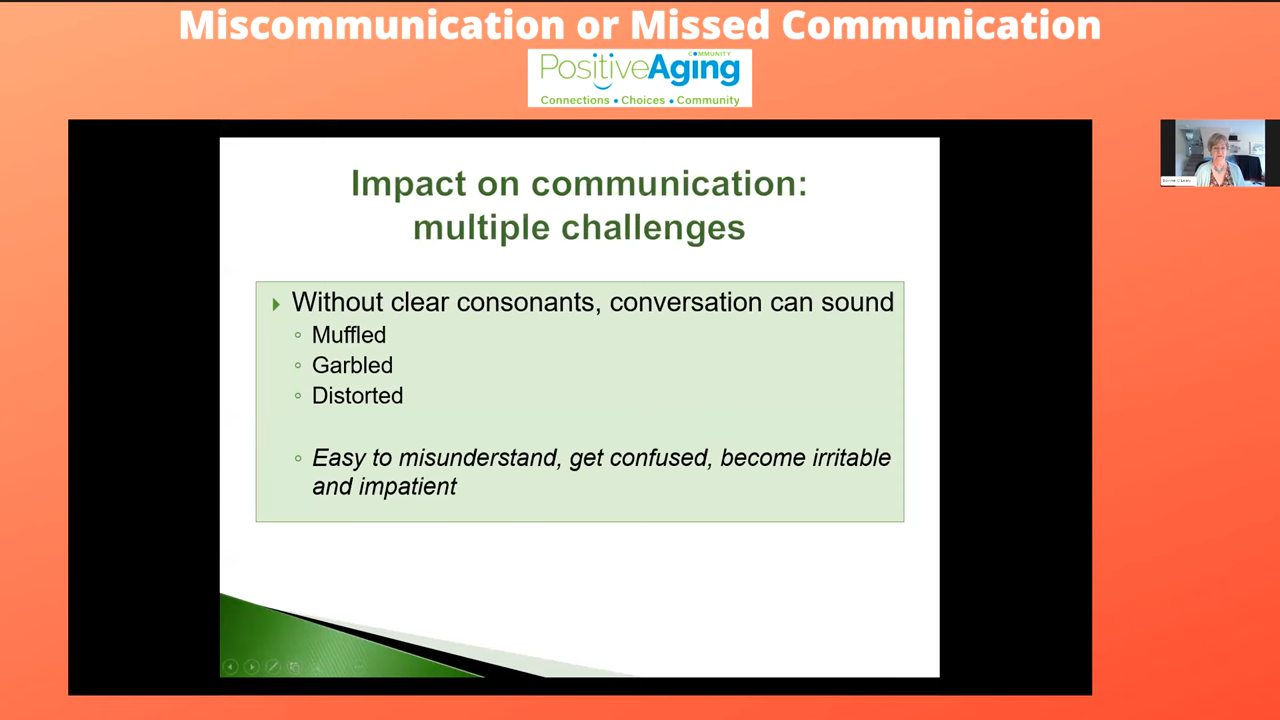 Miscommunication or Missed Communication
COMMUNITY
PositiveAging
Connections • Choices • Community
Impact on communication:
multiple challenges
Without clear consonants, conversation can sound
Muffled
Garbled
Distorted
Easy to misunderstand, get confused, become irritable
and impatient